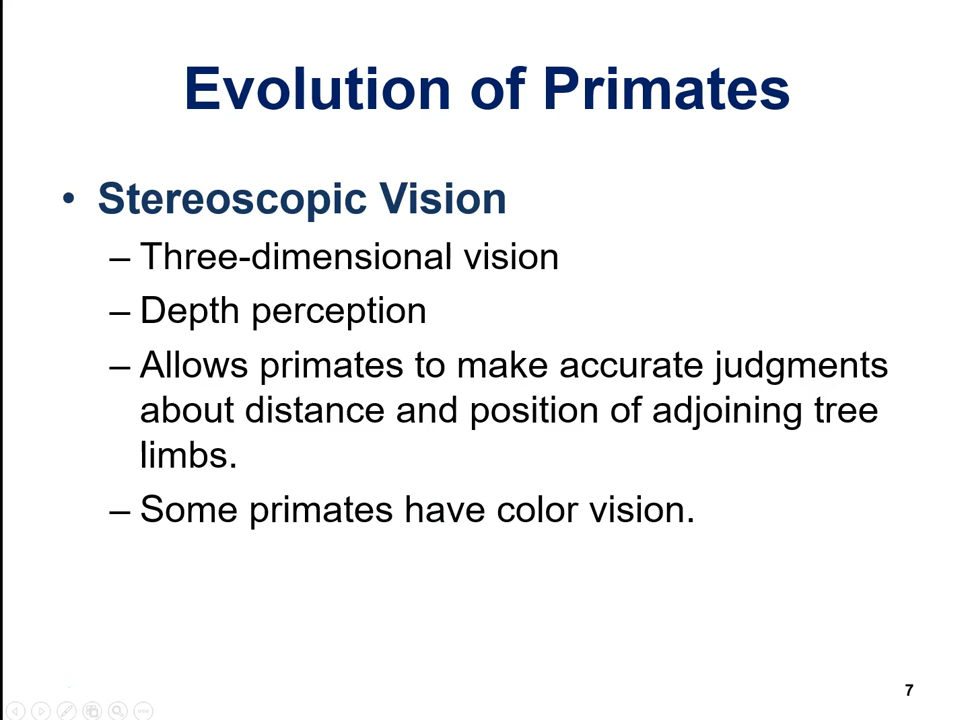 Evolution of Primates
• Stereoscopic Vision
– Three-dimensional vision
– Depth perception
– Allows primates to make accurate judgments
about distance and position of adjoining tree
limbs.
– Some primates have color vision.
7